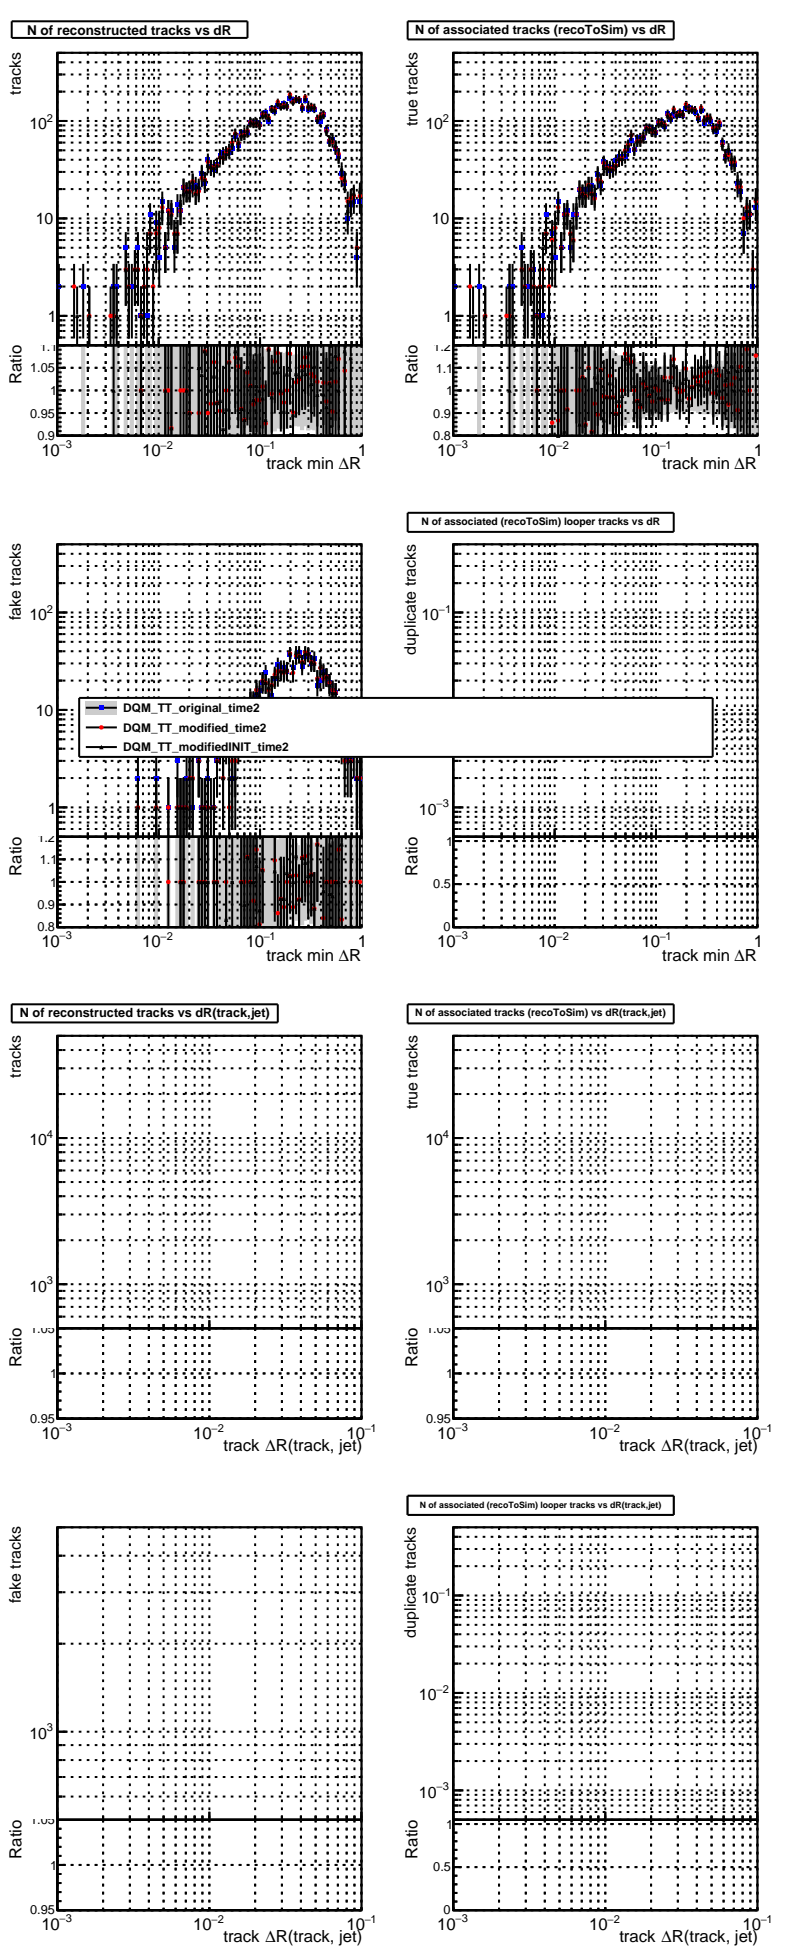 N of reconstructed tracks vs dR
tracks
10²
10
1
Ratio
1.1
1.05
1
0.95
0.9
10⁻³
10⁻²
10⁻¹
1
track min ΔR
N of associated tracks (recoToSim) vs dR
true tracks
10²
10
1
Ratio
1.2
1.1
1
0.9
0.8
10⁻³
10⁻²
10⁻¹
1
track min ΔR
fake tracks
10²
10
1
Ratio
1.2
1.1
1
0.9
0.8
10⁻³
10⁻²
10⁻¹
1
track min ΔR
N of associated (recoToSim) looper tracks vs dR
duplicate tracks
10⁻¹
10⁻³
Ratio
1
0.5
0
10⁻³
10⁻²
10⁻¹
1
track min ΔR
DQM_TT_original_time2
DQM_TT_modified_time2
DQM_TT_modifiedINIT_time2
N of reconstructed tracks vs dR(track,jet)
tracks
10⁴
10³
Ratio
1.05
1
0.95
10⁻³
10⁻²
10⁻¹
track ΔR(track, jet)
N of associated tracks (recoToSim) vs dR(track,jet)
true tracks
10⁴
10³
Ratio
1.05
1
0.95
10⁻³
10⁻²
10⁻¹
track ΔR(track, jet)
fake tracks
10³
Ratio
1.05
1
0.95
10⁻³
10⁻²
10⁻¹
track ΔR(track, jet)
N of associated (recoToSim) looper tracks vs dR(track,jet)
duplicate tracks
10⁻¹
10⁻²
10⁻³
Ratio
1
0.5
0
10⁻³
10⁻²
10⁻¹
track ΔR(track, jet)